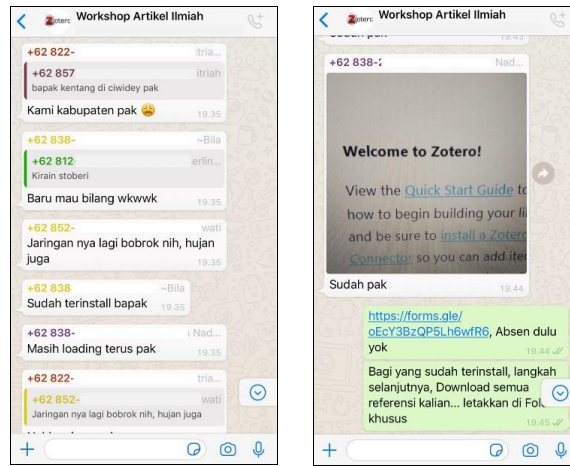 Zotero Workshop Artikel Ilmiah
+62 822- itria...
+62 857 itriah
bapak kentang di ciwidey pak
Kami kabupaten pak 😩
19.35
+62 838- ~Bila
+62 812 erlin...
Kirain stoberi
Baru mau bilang wkwwk
19.35
+62 852- wati
Jaringan nya lagi bobrok nih, hujan
juga
19.35
+62 838 ~Bila
Sudah terinstall bapak
19.35
+62 838- Nad...
Masih loading terus pak
19.35
+62 822- tria...
+62 852- wati
Jaringan nya lagi bobrok nih, hujan juga
Zotero Workshop Artikel Ilmiah
19.43
+62 838-2 Nad...
Welcome to Zotero!
View the Quick Start Guide to
how to begin building your li
and be sure to install a Zotero
Connector so you can add iter
Sudah pak
19.44
https://forms.gle/
oEcY3BzQP5Lh6wfR6, Absen dulu
yok
19.44
Bagi yang sudah terinstall, langkah
selanjutnya, Download semua
referensi kalian... letakkan di Fol
khusus
19.45